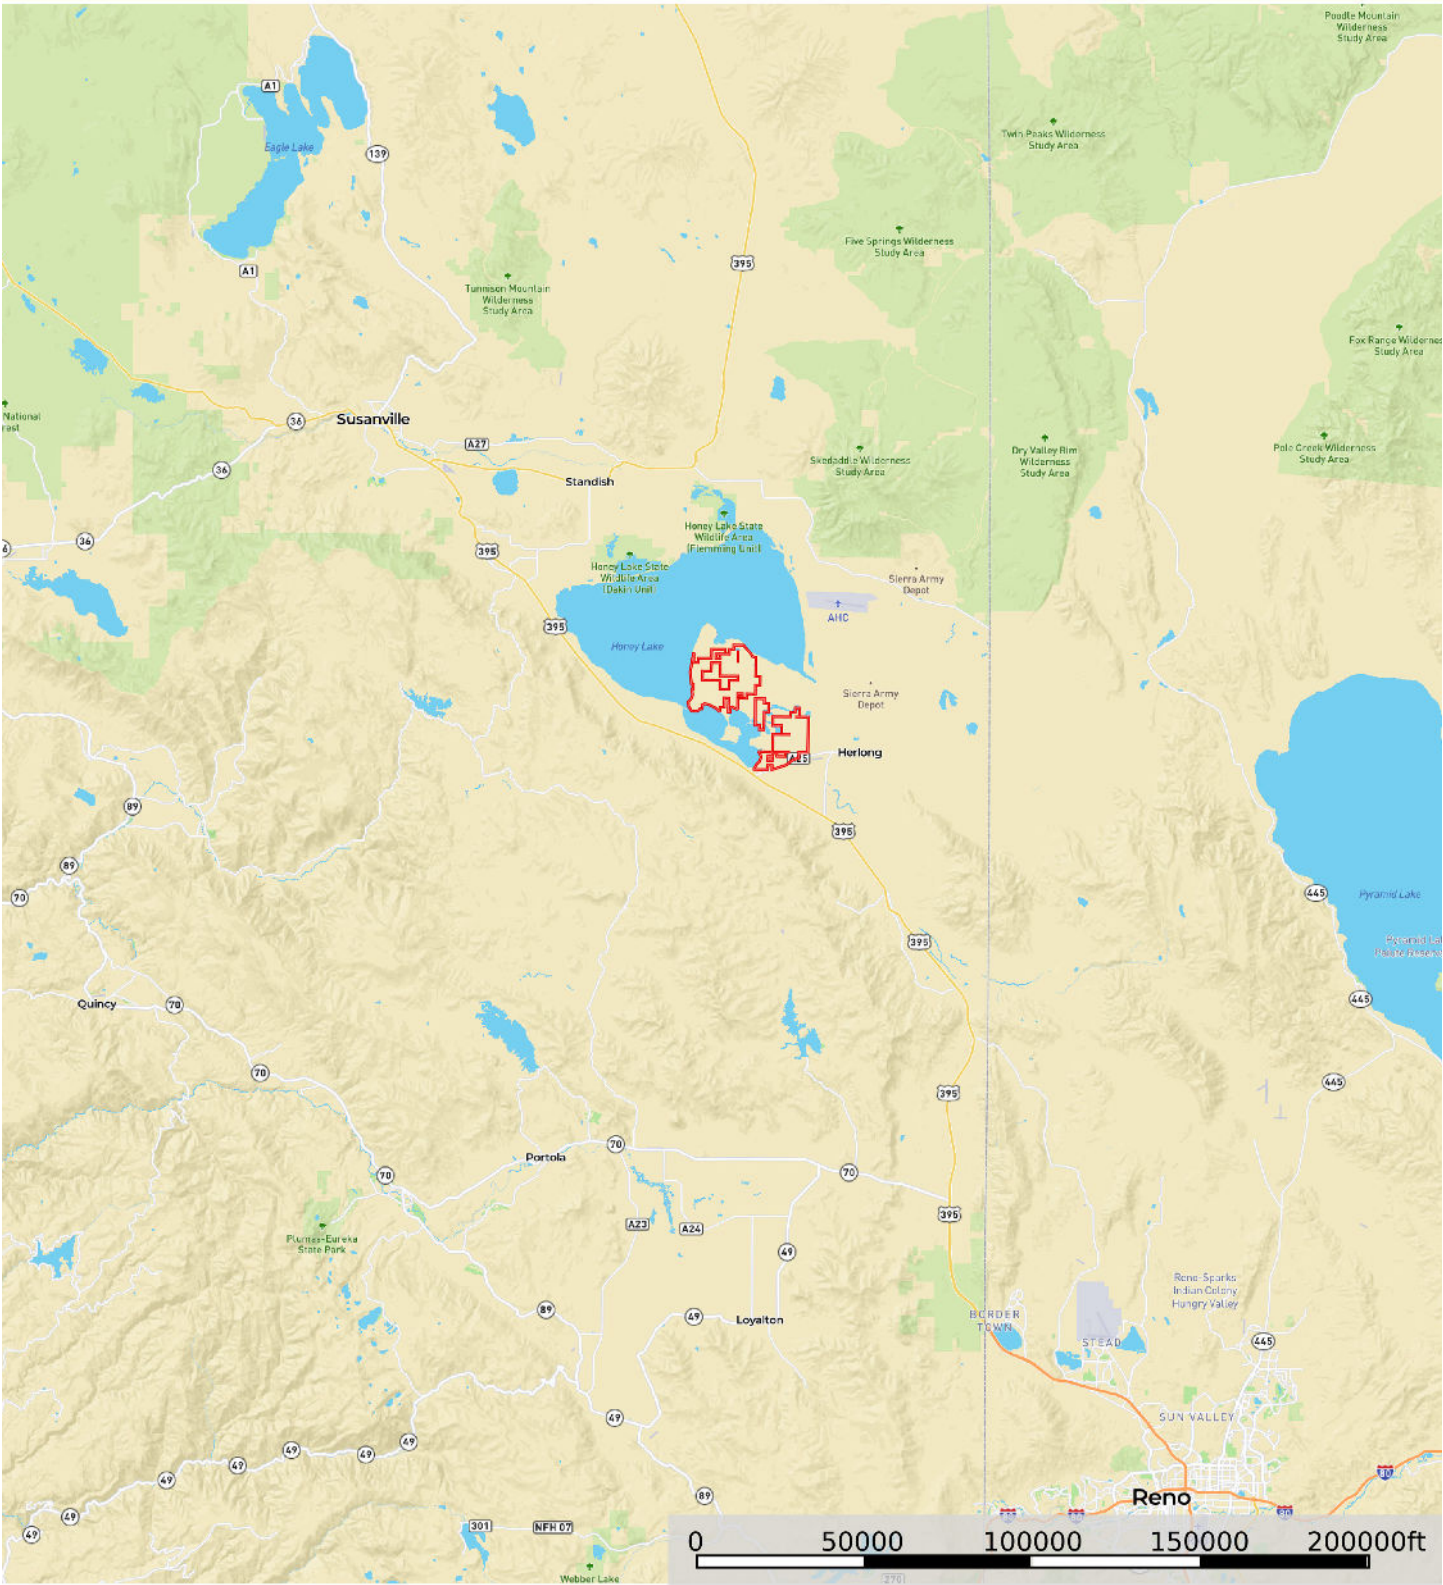 Poodle Mountain
Wilderness
Study Area
A1
Twin Peaks Wilderness
Study Area
Eagle Lake
139
Five Springs Wilderness
Study Area
395
A1
Tunnison Mountain
Wilderness
Study Area
Fox Range Wilderness
Study Area
National
36
Susanville
A27
36
Skedaddle Wilderness
Study Area
Dry Valley Rim
Wilderness
Study Area
Pole Creek Wilderness
Study Area
Standish
Honey Lake State
Wildlife Area
(Flemming Unit)
36
395
Honey Lake State
Wildlife Area
(Dakin Unit)
Sierra Army
Depot
AHC
395
Honey Lake
Sierra Army
Depot
Herlong
A25
89
395
89
70
445
Pyramid Lake
395
445
Quincy
70
70
445
395
70
Portola
70
70
395
A23
A24
Plumas-Eureka
State Park
49
Reno-Sparks
Indian Colony
Hungry Valley
89
49
Loyalton
BORDER
TOWN
STEAD
445
49
SUN VALLEY
49
49
49
49
49
80
89
Reno
49
49
301
NFH 07
80
0
50000
100000
150000
200000ft
Webber Lake
270